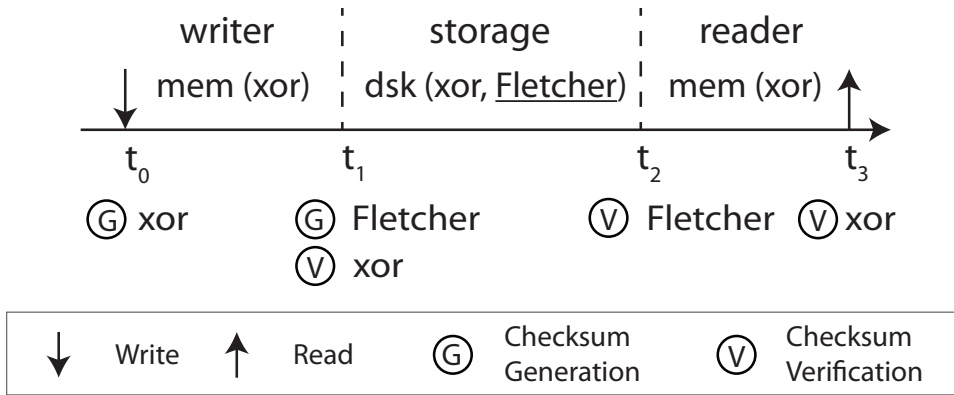 writer storage reader
mem (xor) dsk (xor, Fletcher) mem (xor)
t0 t1 t2 t3
G xor G Fletcher V Fletcher V xor
V xor
Write Read G Checksum Generation V Checksum Verification